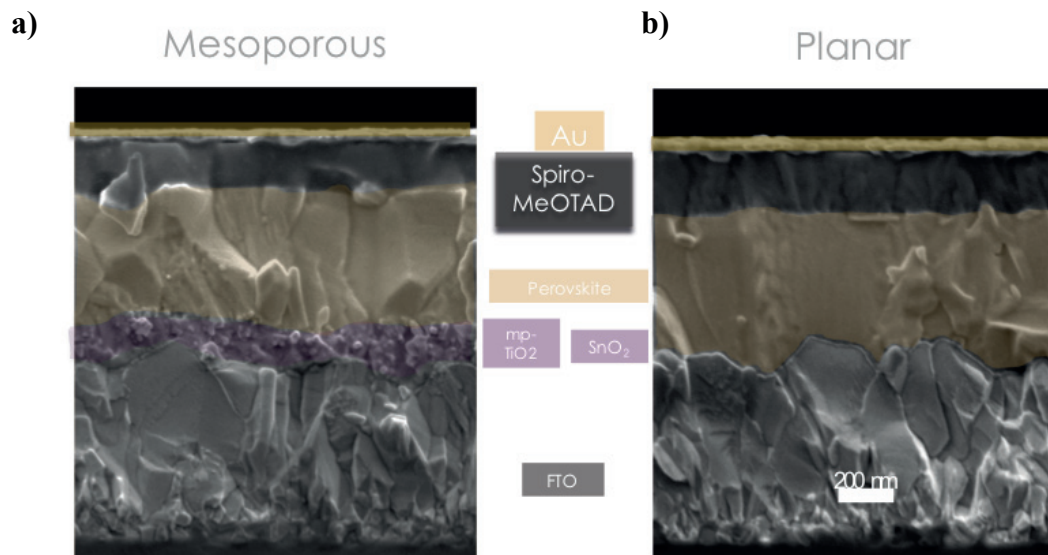 a)
Mesoporous
b)
Planar
Au
Spiro-
MeOTAD
Perovskite
mp-
TiO2
SnO₂
FTO
200 nm